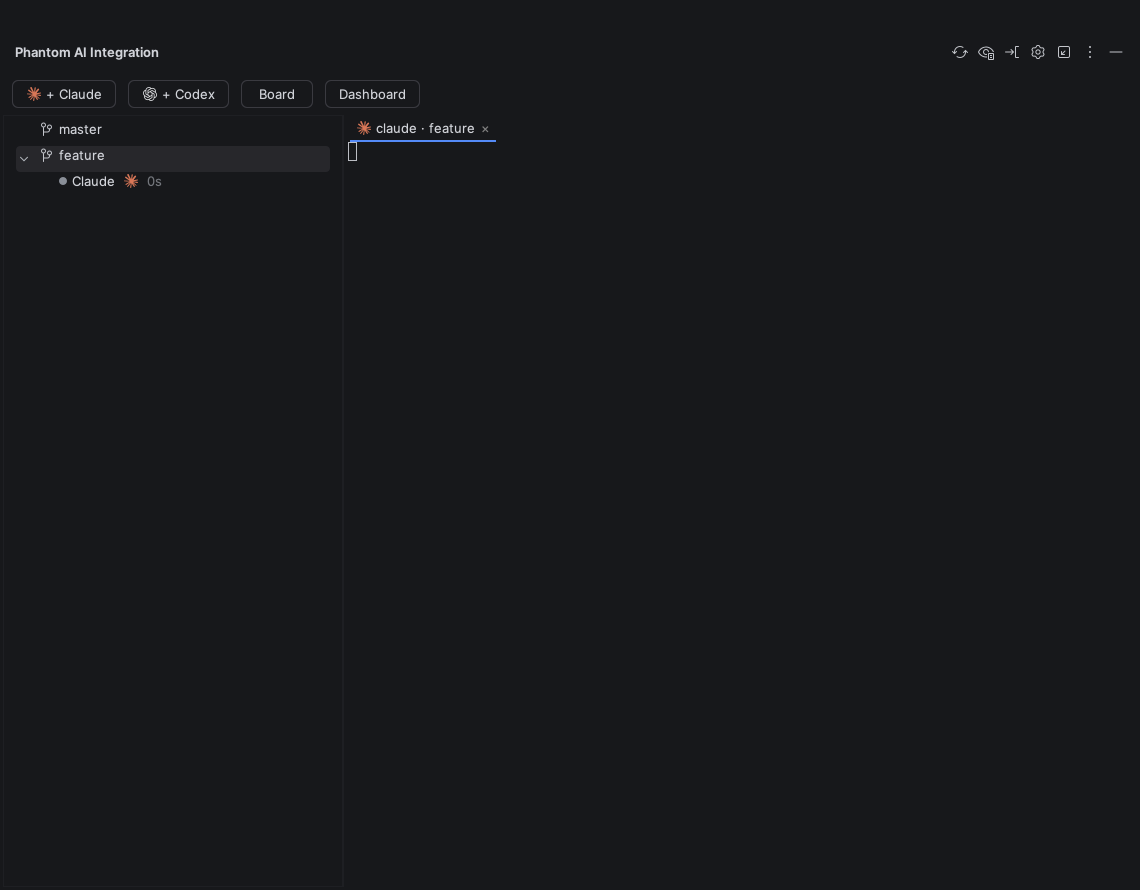 Phantom AI Integration
+ Claude
+ Codex
Board
Dashboard
master
feature
Claude 0s
claude · feature ×